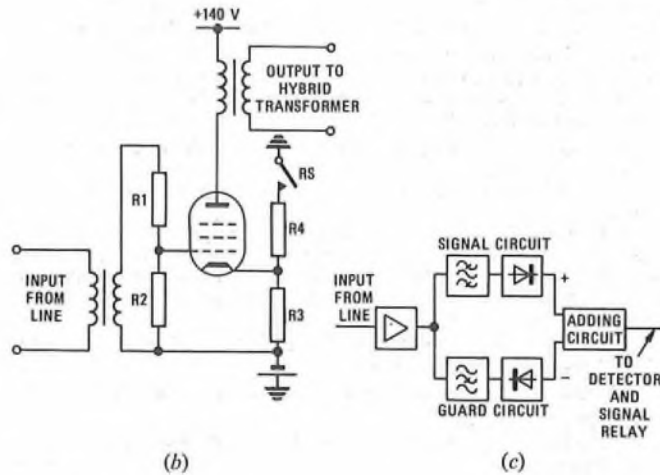 +140 V
OUTPUT TO
HYBRID
TRANSFORMER
RS
R1
R4
INPUT
FROM
LINE
R2
R3
(b)
SIGNAL CIRCUIT
INPUT
FROM
LINE
+
ADDING
CIRCUIT
−
GUARD CIRCUIT
TO
DETECTOR
AND
SIGNAL
RELAY
(c)